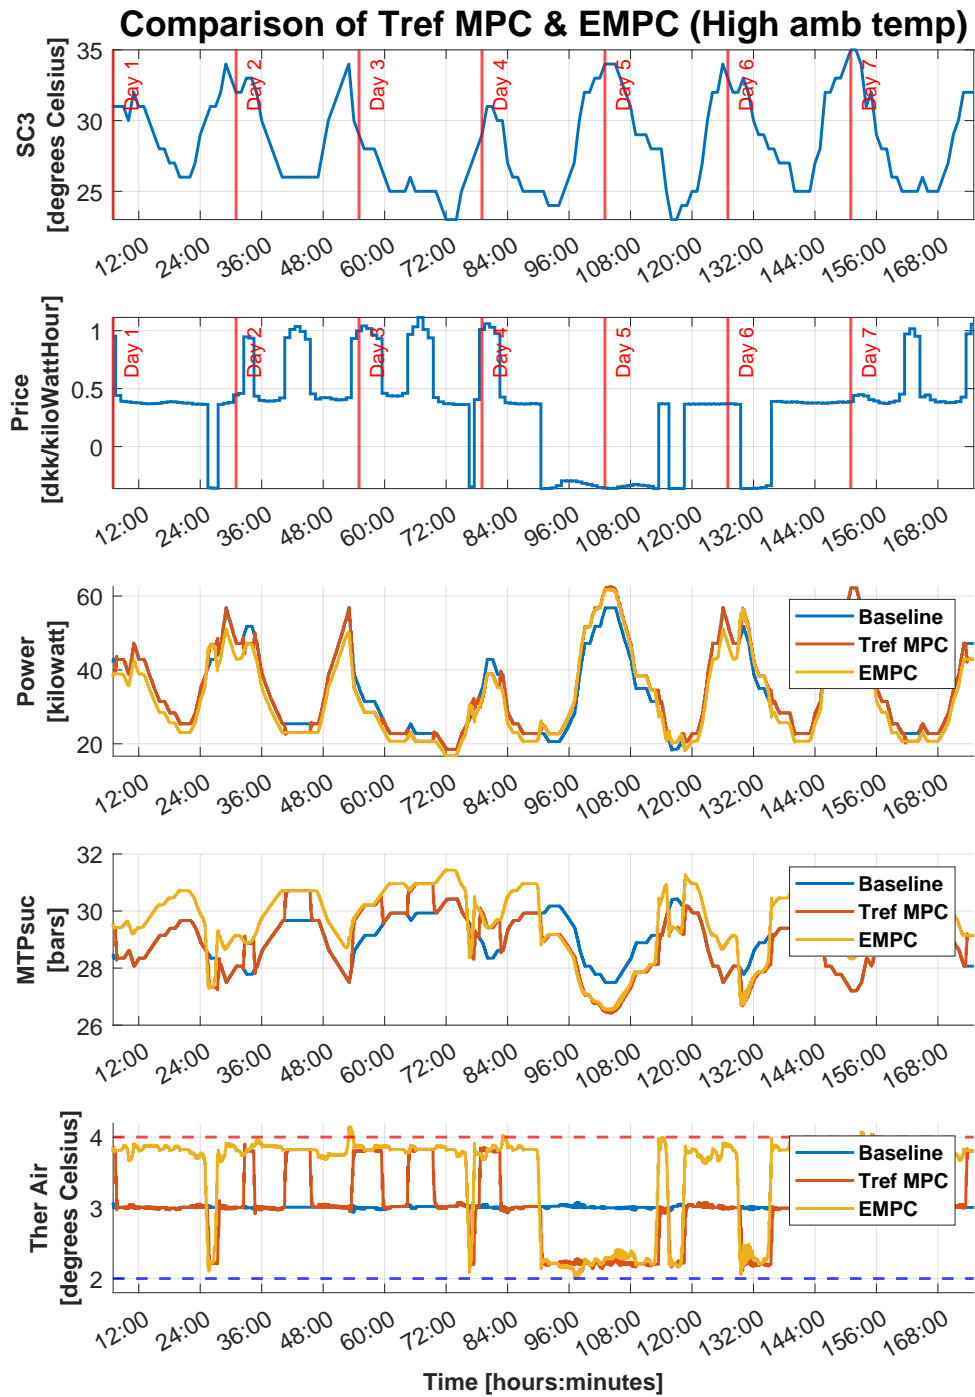 Comparison of Tref MPC & EMPC (High amb temp)
SC3
[degrees Celsius]
35
30
25
Day 1
Day 2
Day 3
Day 4
Day 5
Day 6
Day 7
12:00
24:00
36:00
48:00
60:00
72:00
84:00
96:00
108:00
120:00
132:00
144:00
156:00
168:00
Price
[dkk/kiloWattHour]
1
0.5
0
Day 1
Day 2
Day 3
Day 4
Day 5
Day 6
Day 7
12:00
24:00
36:00
48:00
60:00
72:00
84:00
96:00
108:00
120:00
132:00
144:00
156:00
168:00
Power
[kilowatt]
60
40
20
Baseline
Tref MPC
EMPC
12:00
24:00
36:00
48:00
60:00
72:00
84:00
96:00
108:00
120:00
132:00
144:00
156:00
168:00
MTPsuc
[bars]
32
30
28
26
Baseline
Tref MPC
EMPC
12:00
24:00
36:00
48:00
60:00
72:00
84:00
96:00
108:00
120:00
132:00
144:00
156:00
168:00
Ther Air
[degrees Celsius]
4
3
2
Baseline
Tref MPC
EMPC
12:00
24:00
36:00
48:00
60:00
72:00
84:00
96:00
108:00
120:00
132:00
144:00
156:00
168:00
Time [hours:minutes]